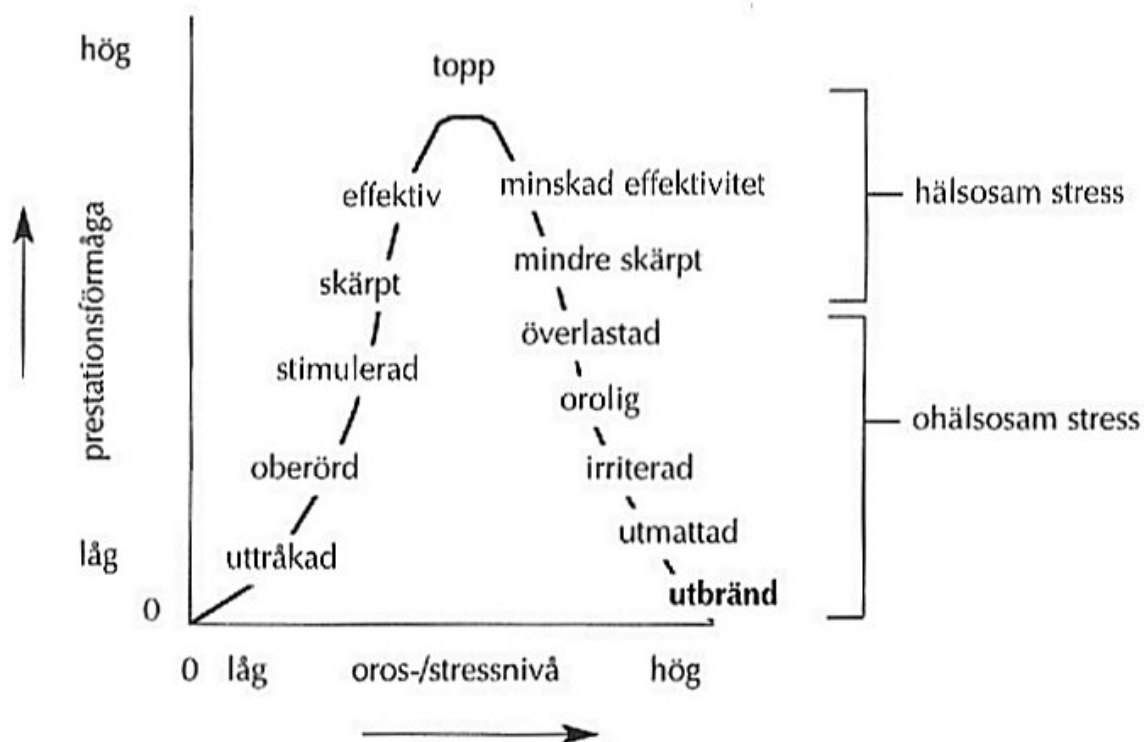 hög
topp
effektiv
minskad effektivitet
hälsosam stress
skärpt
mindre skärpt
prestationsförmåga
stimulerad
överlastad
orolig
ohälsosam stress
oberörd
irriterad
låg
uttråkad
utmattad
utbränd
0
0 låg oros-/stressnivå hög